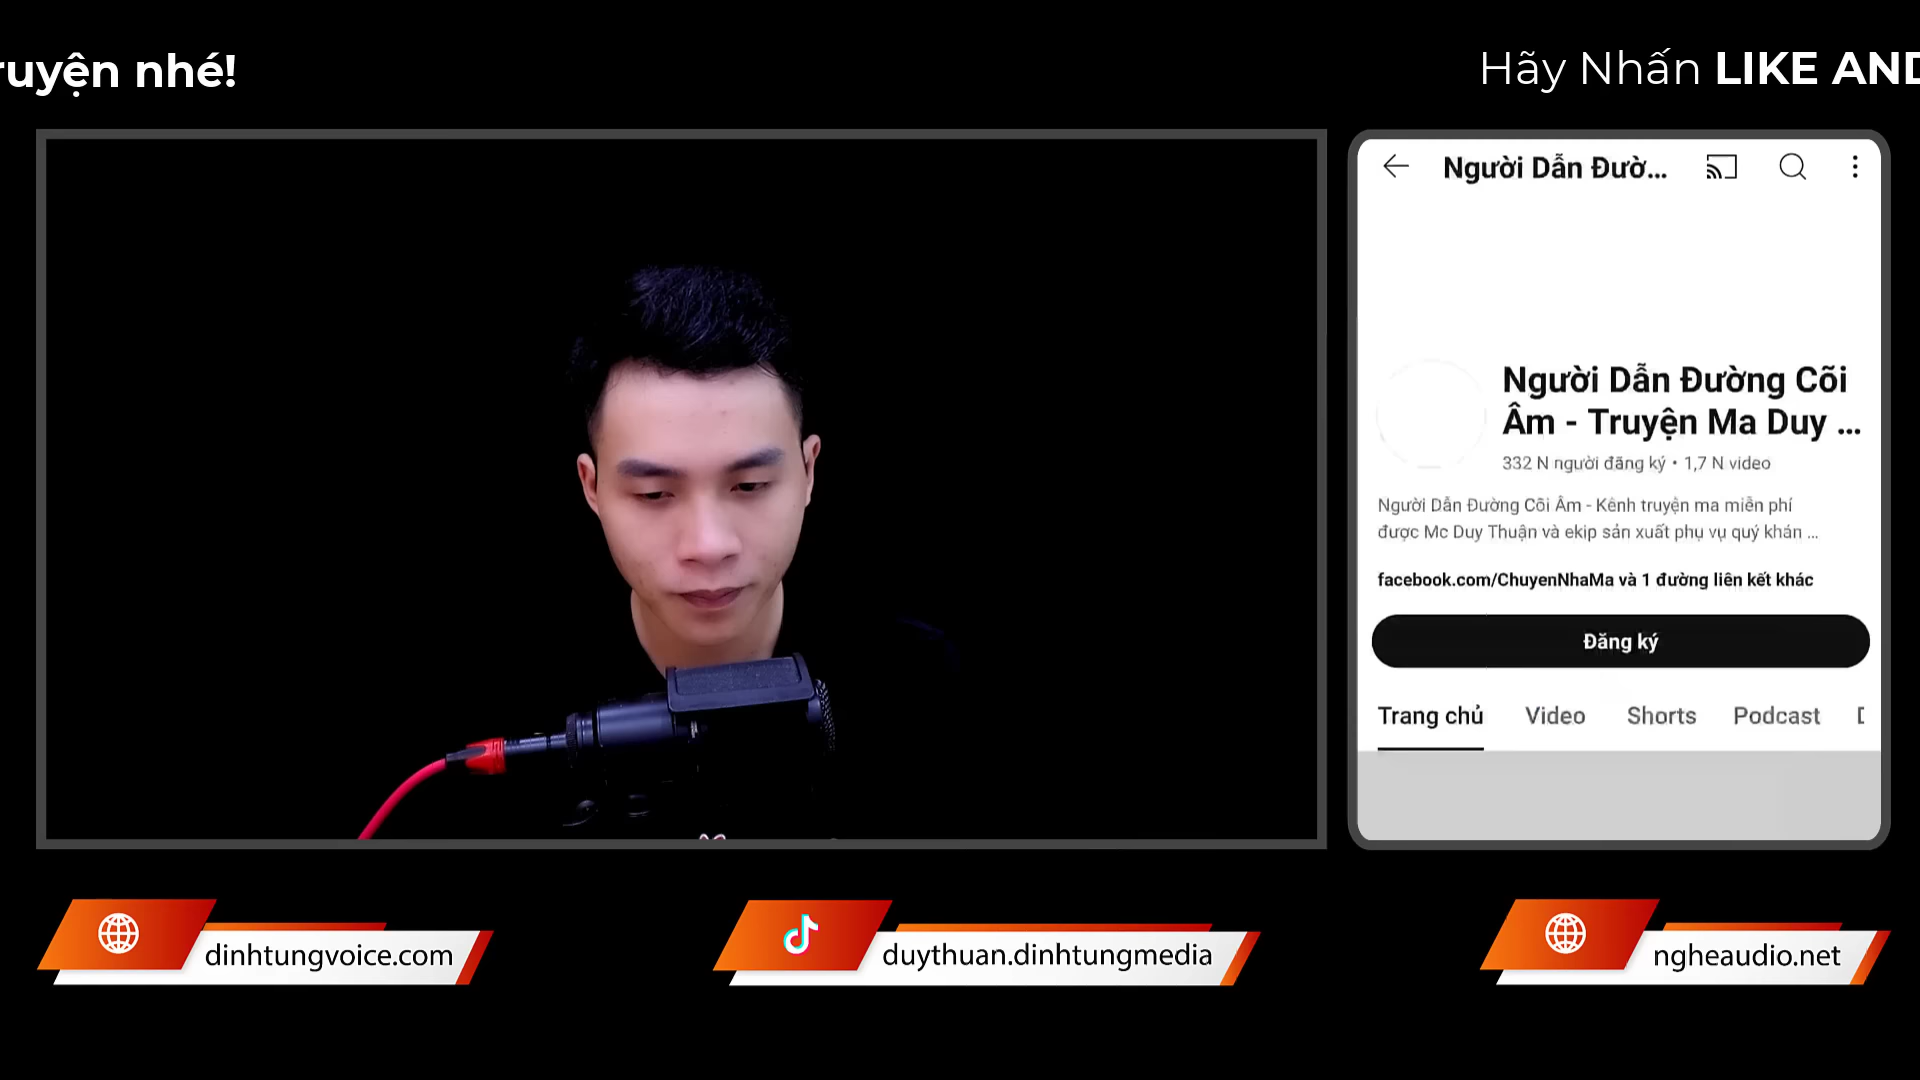 ruyện nhé!
Hãy Nhấn LIKE AND
Người Dẫn Đườ...
Người Dẫn Đường Cõi
Âm - Truyện Ma Duy ...
332 N người đăng ký • 1,7 N video
Người Dẫn Đường Cõi Âm - Kênh truyện ma miễn phí
được Mc Duy Thuận và ekip sản xuất phụ vụ quý khán ...
facebook.com/ChuyenNhaMa và 1 đường liên kết khác
Đăng ký
Trang chủ Video Shorts Podcast
dinhtungvoice.com
duythuan.dinhtungmedia
ngheaudio.net